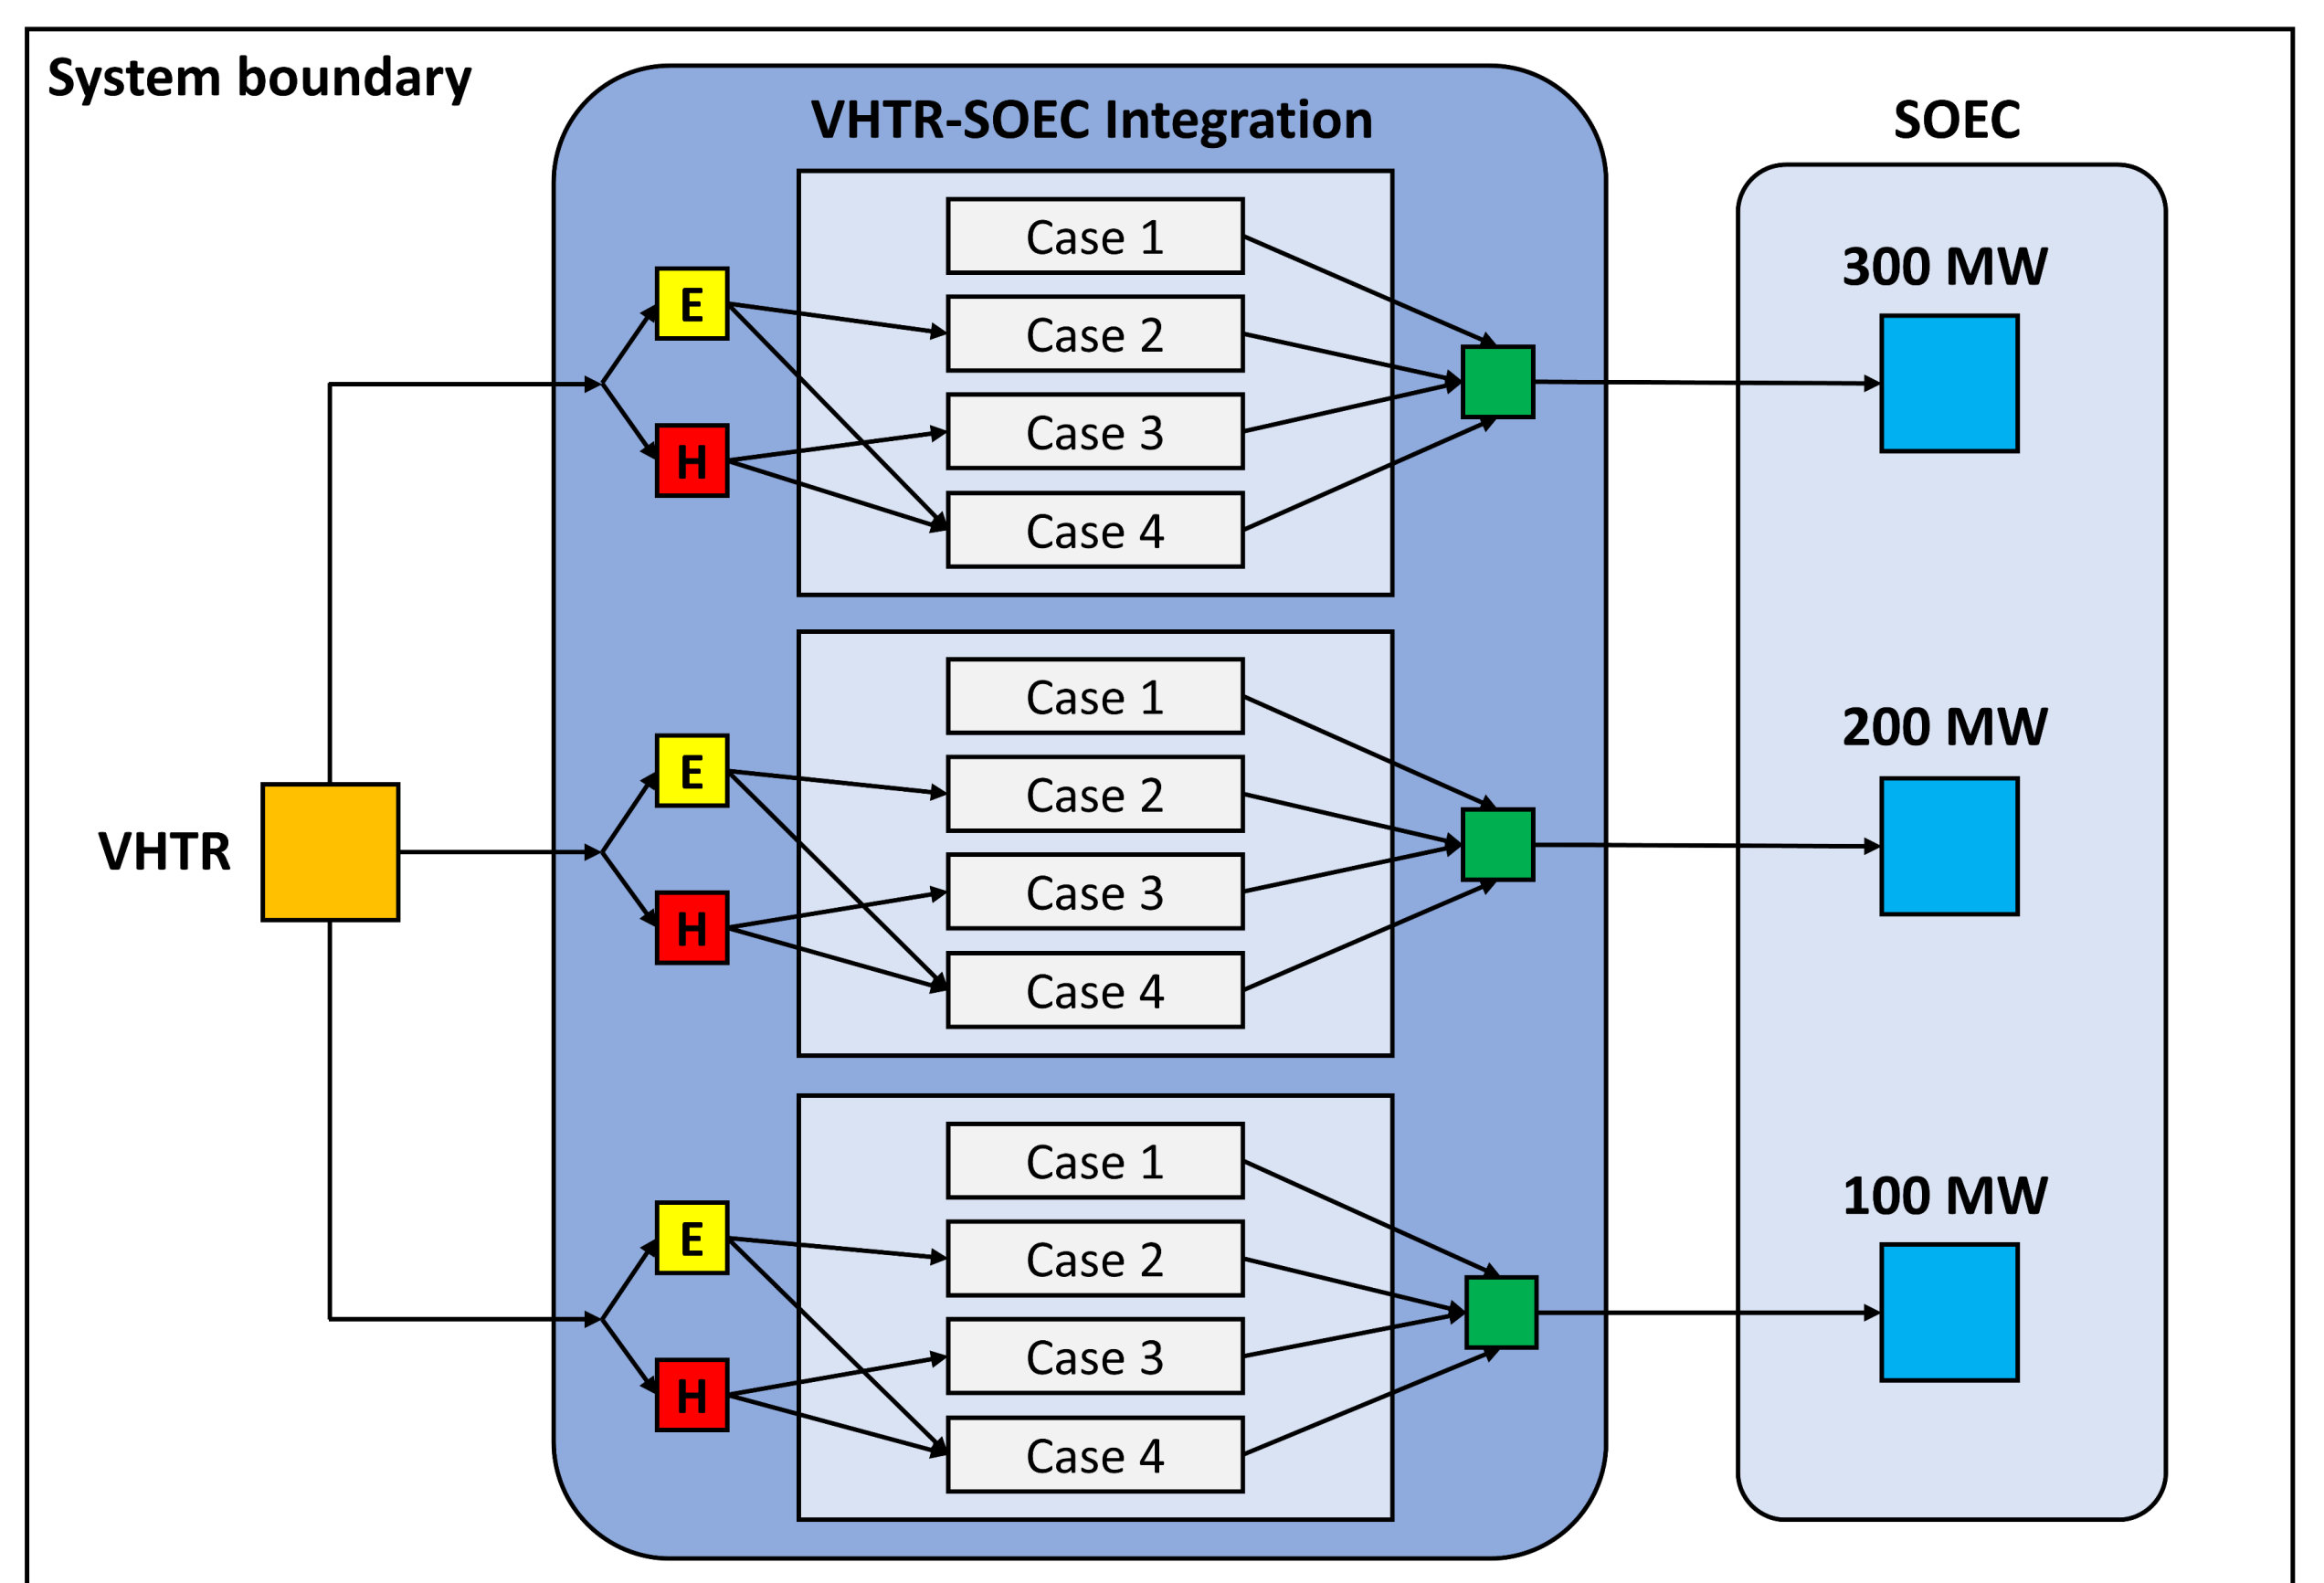 System boundary
VHTR-SOEC Integration
SOEC
Case 1
300 MW
E
Case 2
Case 3
H
Case 4
Case 1
200 MW
E
Case 2
VHTR
Case 3
H
Case 4
Case 1
100 MW
E
Case 2
Case 3
H
Case 4